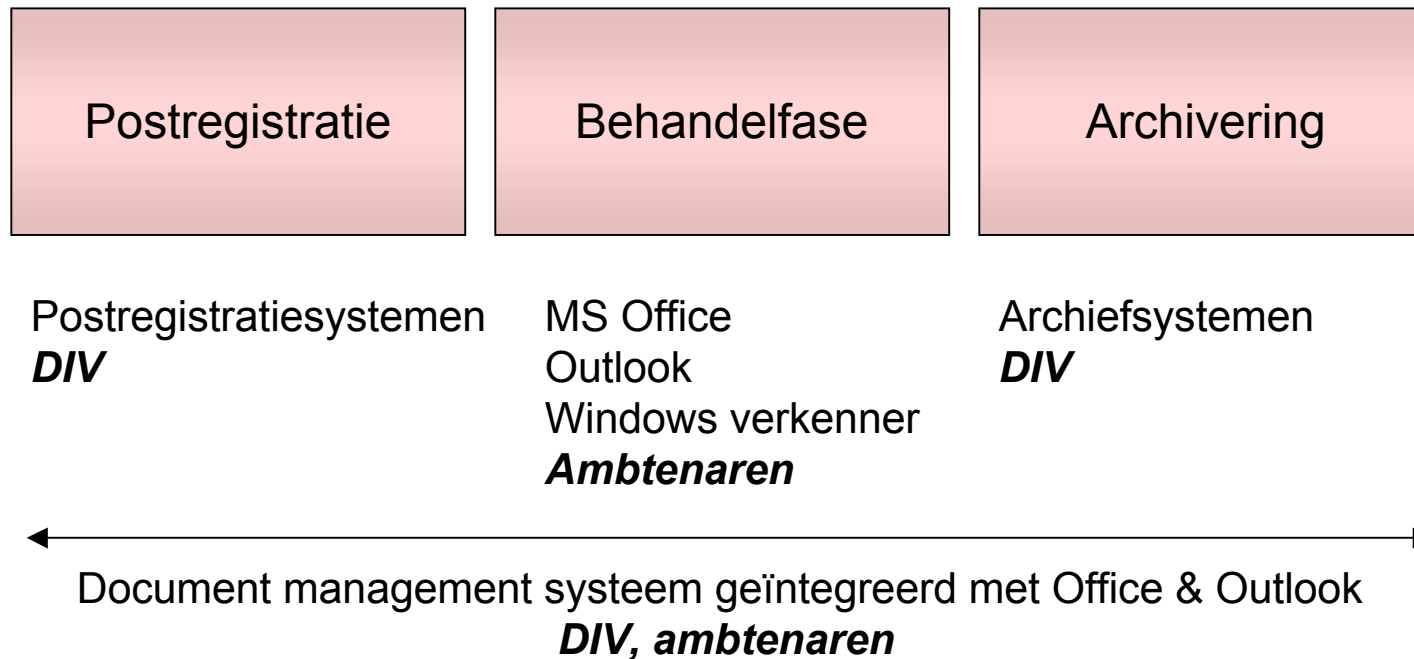 Postregistratie
Behandelfase
Archivering
Postregistratiesystemen
DIV
MS Office
Outlook
Windows verkenner
Ambtenaren
Archiefsystemen
DIV
Document management systeem geïntegreerd met Office & Outlook
DIV, ambtenaren